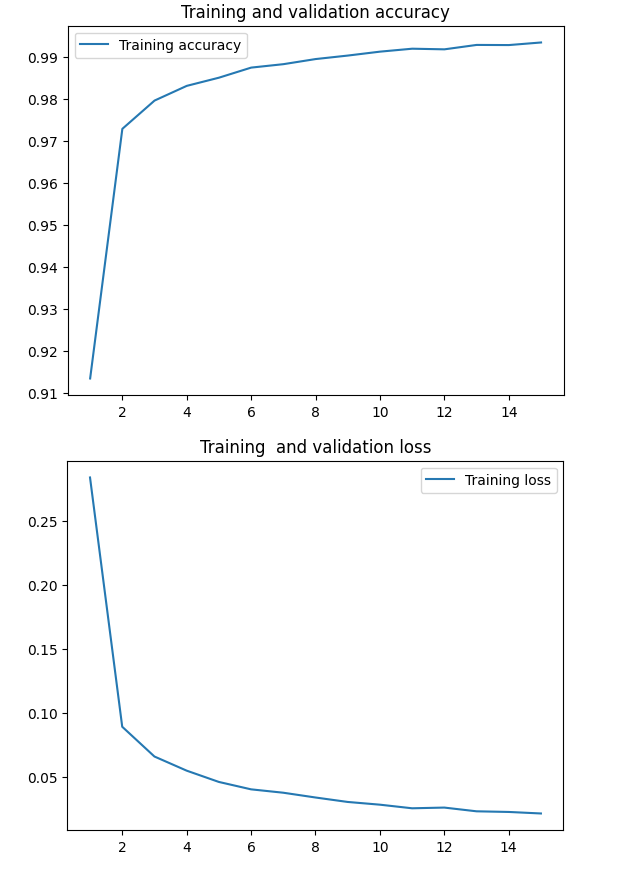 Training and validation accuracy
Training accuracy
0.99
0.98
0.97
0.96
0.95
0.94
0.93
0.92
0.91
2 4 6 8 10 12 14
Training  and validation loss
Training loss
0.25
0.20
0.15
0.10
0.05
2 4 6 8 10 12 14